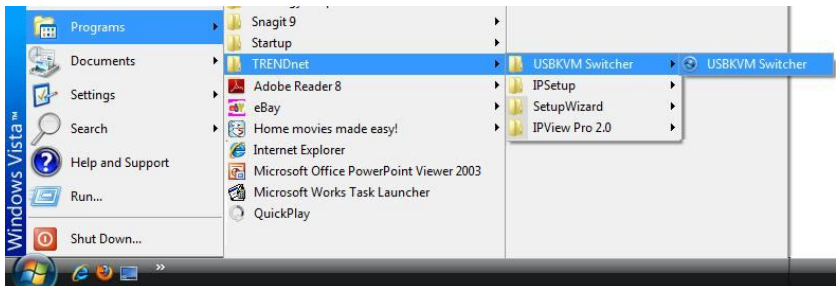 Programs
Documents
Settings
Search
Help and Support
Run...
Shut Down...
Windows Vista™
Snagit 9
Startup
TRENDnet
Adobe Reader 8
eBay
Home movies made easy!
Internet Explorer
Microsoft Office PowerPoint Viewer 2003
Microsoft Works Task Launcher
QuickPlay
USBKVM Switcher
IPSetup
SetupWizard
IPView Pro 2.0
USBKVM Switcher
»